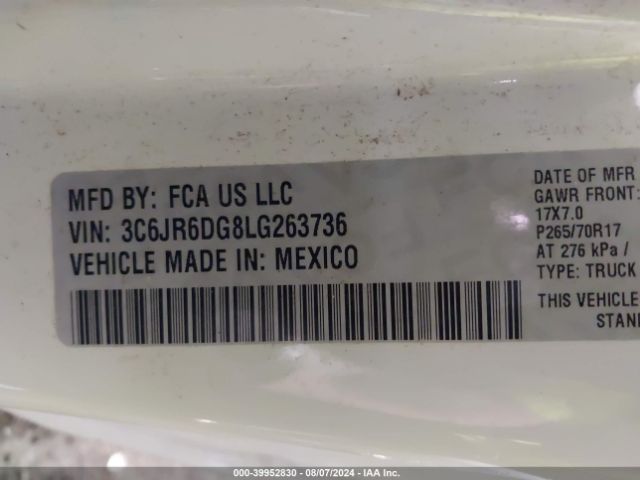 MFD BY: FCA US LLC
VIN: 3C6JR6DG8LG263736
VEHICLE MADE IN: MEXICO
DATE OF MFR
GAWR FRONT:
17X7.0
P265/70R17
AT 276 kPa /
TYPE: TRUCK
THIS VEHICLE
STAN
000-39952830 - 08/07/2024 - IAA Inc.